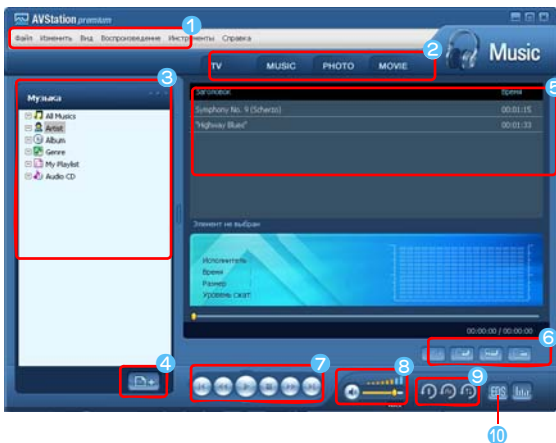 AVStation premium
1
Файл Изменить Вид Воспроизведение Инструменты Справка
2
TV MUSIC PHOTO MOVIE
Music
3
Музыка
All Musics
Artist
Album
Genre
My Playlist
Audio CD
4
5
Заголовок Время
Symphony No. 9 (Scherzo) 00:01:15
"Highway Blues" 00:01:33
Элемент не выбран
Исполнитель
Время
Размер
Уровень сжат
00:00:00 / 00:00:00
6
7
8
9
EDS
10